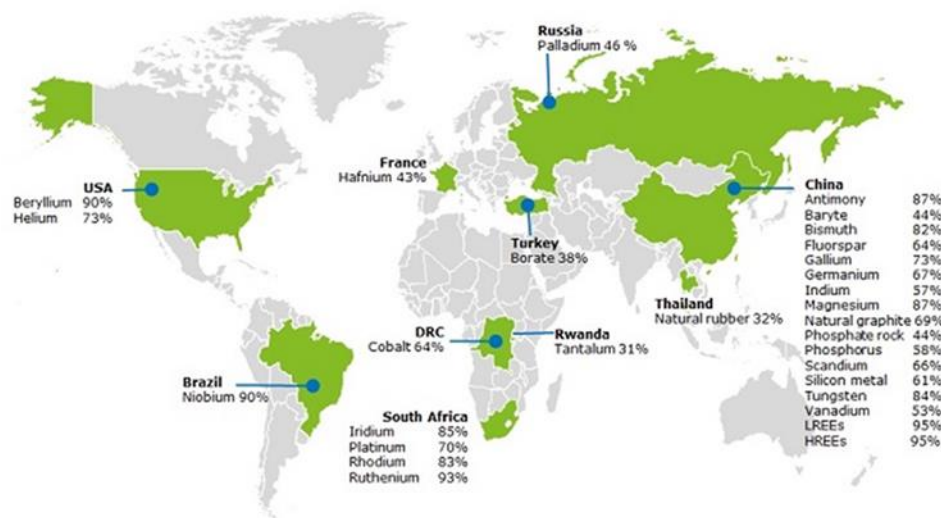 Russia
Palladium 46 %
France
Hafnium 43%
USA
Beryllium 90%
Helium 73%
China
Antimony 87%
Baryte 44%
Bismuth 82%
Fluorspar 64%
Gallium 73%
Germanium 67%
Indium 57%
Magnesium 87%
Natural graphite 69%
Phosphate rock 44%
Phosphorus 58%
Scandium 66%
Silicon metal 61%
Tungsten 84%
Vanadium 53%
LREEs 95%
HREEs 95%
Turkey
Borate 38%
Thailand
Natural rubber 32%
DRC
Cobalt 64%
Rwanda
Tantalum 31%
Brazil
Niobium 90%
South Africa
Iridium 85%
Platinum 70%
Rhodium 83%
Ruthenium 93%